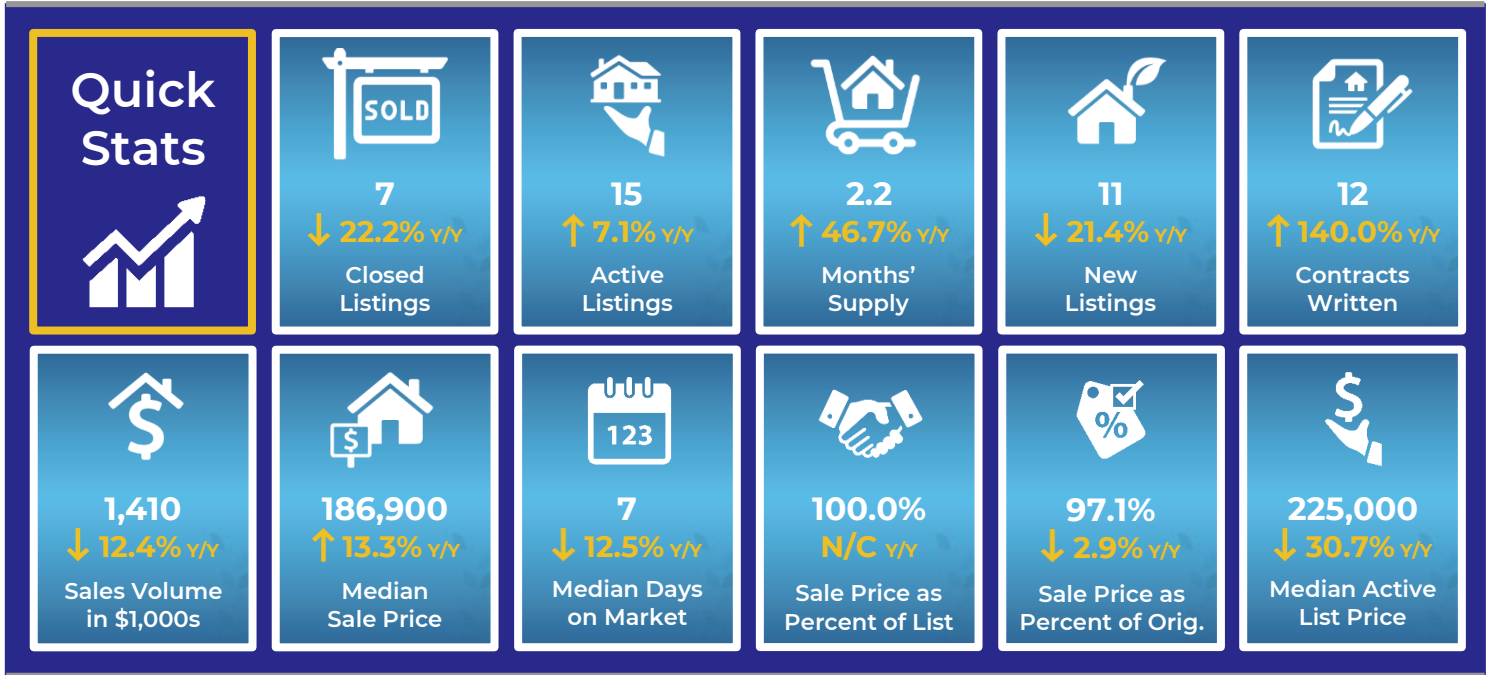 Quick
Stats
SOLD
7
↓ 22.2% Y/Y
Closed
Listings
15
↑ 7.1% Y/Y
Active
Listings
2.2
↑ 46.7% Y/Y
Months’
Supply
11
↓ 21.4% Y/Y
New
Listings
12
↑ 140.0% Y/Y
Contracts
Written
$
1,410
↓ 12.4% Y/Y
Sales Volume
in $1,000s
$
186,900
↑ 13.3% Y/Y
Median
Sale Price
123
7
↓ 12.5% Y/Y
Median Days
on Market
100.0%
N/C Y/Y
Sale Price as
Percent of List
%
97.1%
↓ 2.9% Y/Y
Sale Price as
Percent of Orig.
$
225,000
↓ 30.7% Y/Y
Median Active
List Price